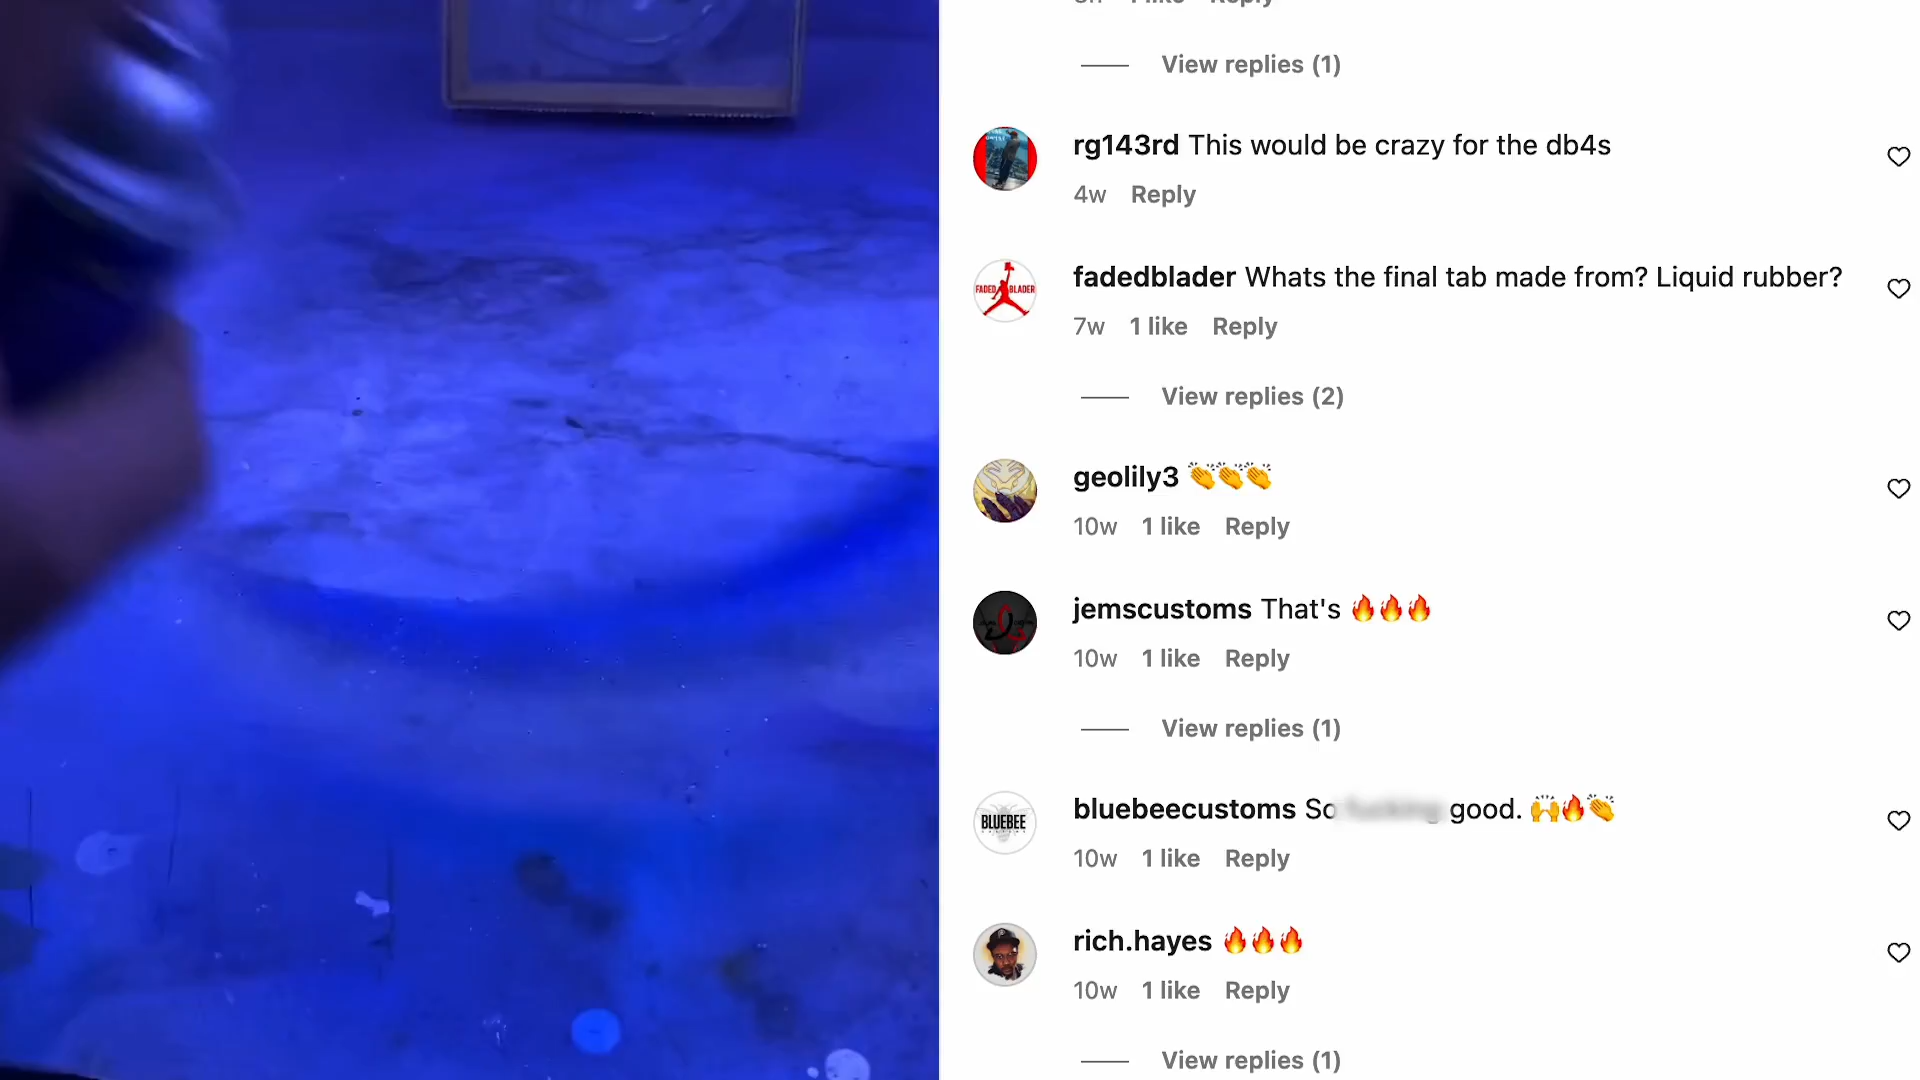 View replies (1)
rg143rd This would be crazy for the db4s
4w Reply
FADED BLADER
fadedblader Whats the final tab made from? Liquid rubber?
7w 1 like Reply
View replies (2)
geolily3 👏👏👏
10w 1 like Reply
jemscustoms That's 🔥🔥🔥
10w 1 like Reply
View replies (1)
BLUEBEE
bluebeecustoms So good. 🙌🔥👏
10w 1 like Reply
rich.hayes 🔥🔥🔥
10w 1 like Reply
View replies (1)